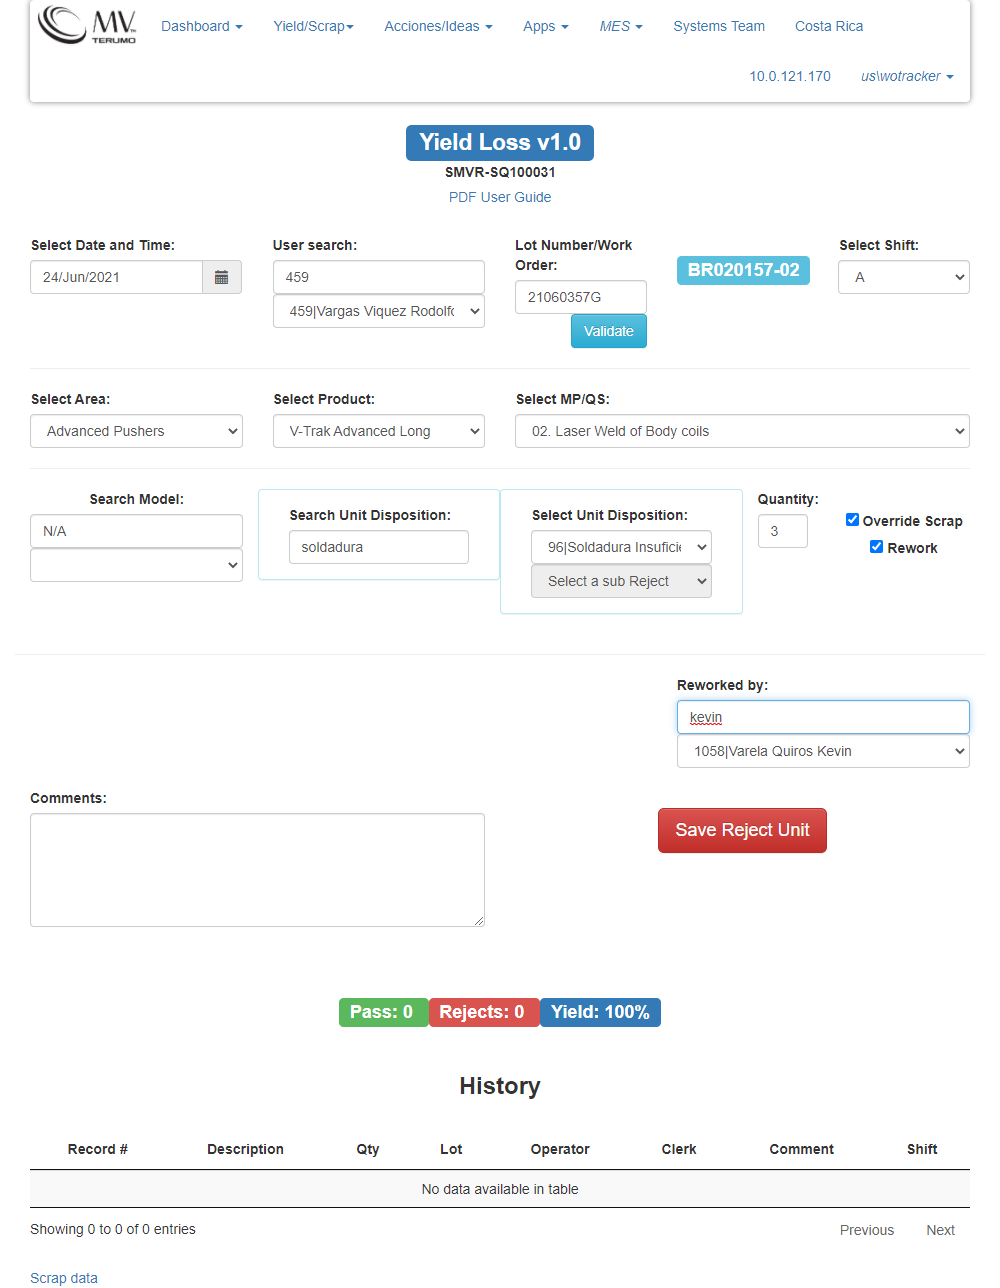 MV™
TERUMO
Dashboard
Yield/Scrap
Acciones/Ideas
Apps
MES
Systems Team
Costa Rica
10.0.121.170
us\wotracker
Yield Loss v1.0
SMVR-SQ100031
PDF User Guide
Select Date and Time:
24/Jun/2021
User search:
459
459|Vargas Viquez Rodolfo
Lot Number/Work
Order:
21060357G
Validate
BR020157-02
Select Shift:
A
Select Area:
Advanced Pushers
Select Product:
V-Trak Advanced Long
Select MP/QS:
02. Laser Weld of Body coils
Search Model:
N/A
Search Unit Disposition:
soldadura
Select Unit Disposition:
96|Soldadura Insuficie
Select a sub Reject
Quantity:
3
Override Scrap
Rework
Reworked by:
kevin
1058|Varela Quiros Kevin
Comments:
Save Reject Unit
Pass: 0
Rejects: 0
Yield: 100%
History
Record # Description Qty Lot Operator Clerk Comment Shift
No data available in table
Showing 0 to 0 of 0 entries
Previous Next
Scrap data